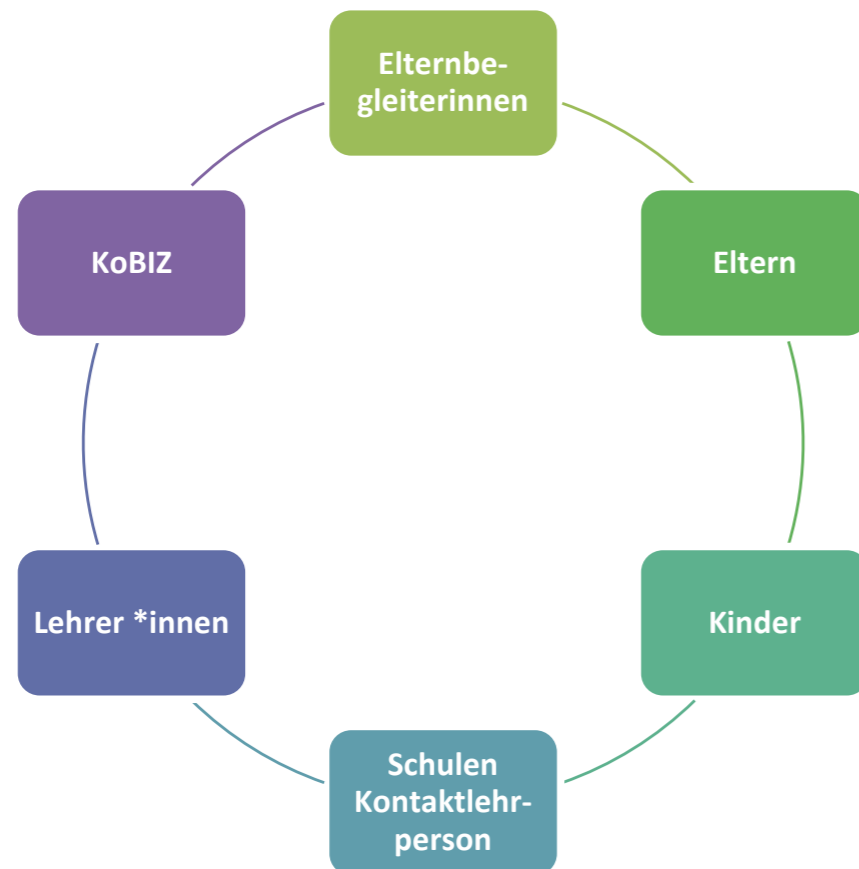 Elternbe-
gleiterinnen
KoBIZ
Eltern
Lehrer *innen
Kinder
Schulen
Kontaktlehr-
person